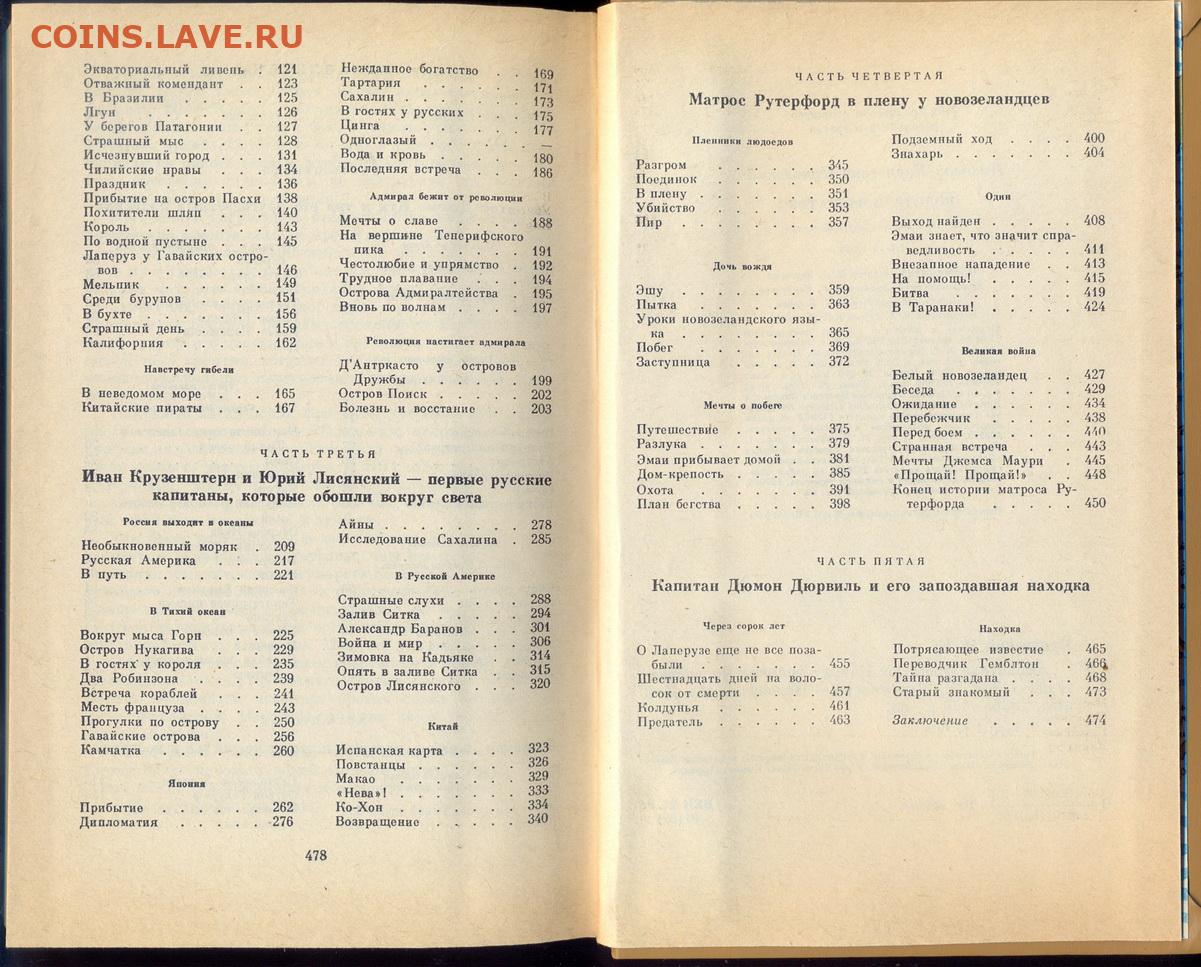 COINS.LAVE.RU
Экваториальный ливень . 121
Отважный комендант . . 123
В Бразилии . . . . . 125
Лгун . . . . . . . 126
У берегов Патагонии . . 127
Страшный мыс . . . . 128
Исчезнувший город . . . 131
Чилийские нравы . . . 134
Праздник . . . . . . 136
Прибытие на остров Пасхи 138
Похитители шляп . . . 140
Король . . . . . . . 143
По водной пустыне . . . 145
Лаперуз у Гавайских остро-
вов . . . . . . . . 146
Мельник . . . . . . 149
Среди бурунов . . . . 151
В бухте . . . . . . . 156
Страшный день . . . . 159
Калифорния . . . . . 162
Навстречу гибели
В неведомом море . . . 165
Китайские пираты . . . 167
Нежданное богатство . . 169
Тартария . . . . . . 171
Сахалин . . . . . . . 173
В гостях у русских . . . 175
Цинга . . . . . . . 177
Одноглазый . . . . . . –
Вода и кровь . . . . . 180
Последняя встреча . . . 186
Адмирал бежит от революции
Мечты о славе . . . . 188
На вершине Тенерифского
пика . . . . . . . 191
Честолюбие и упрямство . 192
Трудное плавание . . . 194
Острова Адмиралтейства . 195
Вновь по волнам . . . . 197
Революция настигает адмирала
Д'Антркасто у островов
Дружбы . . . . . . 199
Остров Поиск . . . . . 202
Болезнь и восстание . . 203
ЧАСТЬ ТРЕТЬЯ
Иван Крузенштерн и Юрий Лисянский — первые русские
капитаны, которые обошли вокруг света
Россия выходит в океаны
Необыкновенный моряк . 209
Русская Америка . . . 217
В путь . . . . . . . 221
В Тихий океан
Вокруг мыса Горн . . . 225
Остров Нукагива . . . 229
В гостях у короля . . . 235
Два Робинзона . . . . 239
Встреча кораблей . . . 241
Месть француза . . . . 243
Прогулки по острову . . 250
Гавайские острова . . . 256
Камчатка . . . . . . 260
Япония
Прибытие . . . . . . 262
Дипломатия . . . . . 276
Айны . . . . . . . . 278
Исследование Сахалина . 285
В Русской Америке
Страшные слухи . . . . 288
Залив Ситка . . . . . 294
Александр Баранов . . . 301
Война и мир . . . . . 306
Зимовка на Кадьяке . . 314
Опять в заливе Ситка . . 315
Остров Лисянского . . . 320
Китай
Испанская карта . . . . 323
Повстанцы . . . . . . 326
Макао . . . . . . . 329
«Нева»! . . . . . . . 333
Ко-Хон . . . . . . . 334
Возвращение . . . . . 340
478
ЧАСТЬ ЧЕТВЕРТАЯ
Матрос Рутерфорд в плену у новозеландцев
Пленники людоедов
Разгром . . . . . . 345
Поединок . . . . . . 350
В плену . . . . . . . 351
Убийство . . . . . . 353
Пир . . . . . . . . 357
Дочь вождя
Эшу . . . . . . . . 359
Пытка . . . . . . . 363
Уроки новозеландского язы-
ка . . . . . . . . 365
Побег . . . . . . . 369
Заступница . . . . . 372
Мечты о побеге
Путешествие . . . . . 375
Разлука . . . . . . . 379
Эмаи прибывает домой . . 381
Дом-крепость . . . . . 385
Охота . . . . . . . 391
План бегства . . . . . 398
Подземный ход . . . . 400
Знахарь . . . . . . . 404
Один
Выход найден . . . . . 408
Эмаи знает, что значит спра-
ведливость . . . . . 411
Внезапное нападение . . 413
На помощь! . . . . . 415
Битва . . . . . . . 419
В Таранаки! . . . . . 424
Великая война
Белый новозеландец . . 427
Беседа . . . . . . . 429
Ожидание . . . . . . 434
Перебежчик . . . . . 438
Перед боем . . . . . . 440
Странная встреча . . . 443
Мечты Джемса Маури . 445
«Прощай! Прощай!» . . 448
Конец истории матроса Ру-
терфорда . . . . . 450
ЧАСТЬ ПЯТАЯ
Капитан Дюмон Дюрвиль и его запоздавшая находка
Через сорок лет
О Лаперузе еще не все поза-
были . . . . . . . 455
Шестнадцать дней на воло-
сок от смерти . . . . 457
Колдунья . . . . . . 461
Предатель . . . . . . 463
Находка
Потрясающее известие . 465
Переводчик Гемблтон . 466
Тайна разгадана . . . . 468
Старый знакомый . . . 473
Заключение . . . . . 474